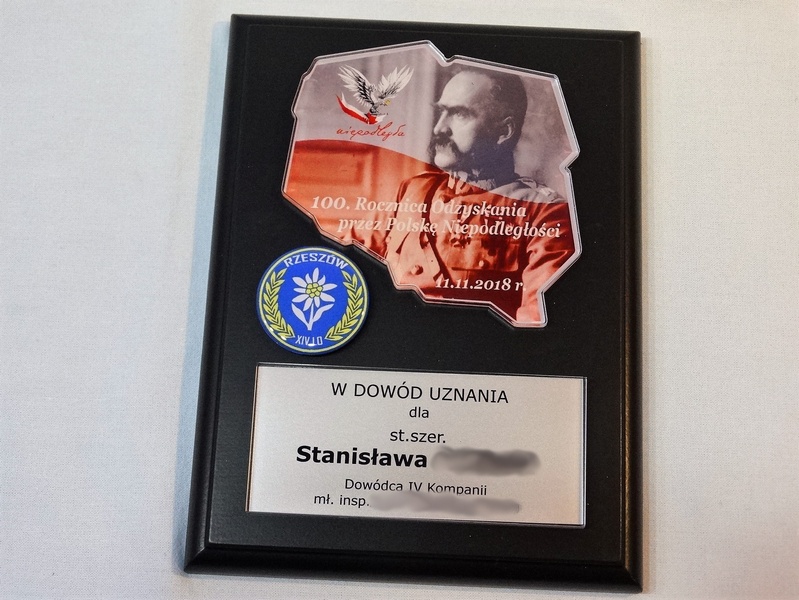 niepodległa
100. Rocznica Odzyskania
przez Polskę Niepodległości
11.11.2018 r.
RZESZÓW
XIV LO
W DOWÓD UZNANIA
dla
st.szer.
Stanisława
Dowódca IV Kompanii
mł. insp.